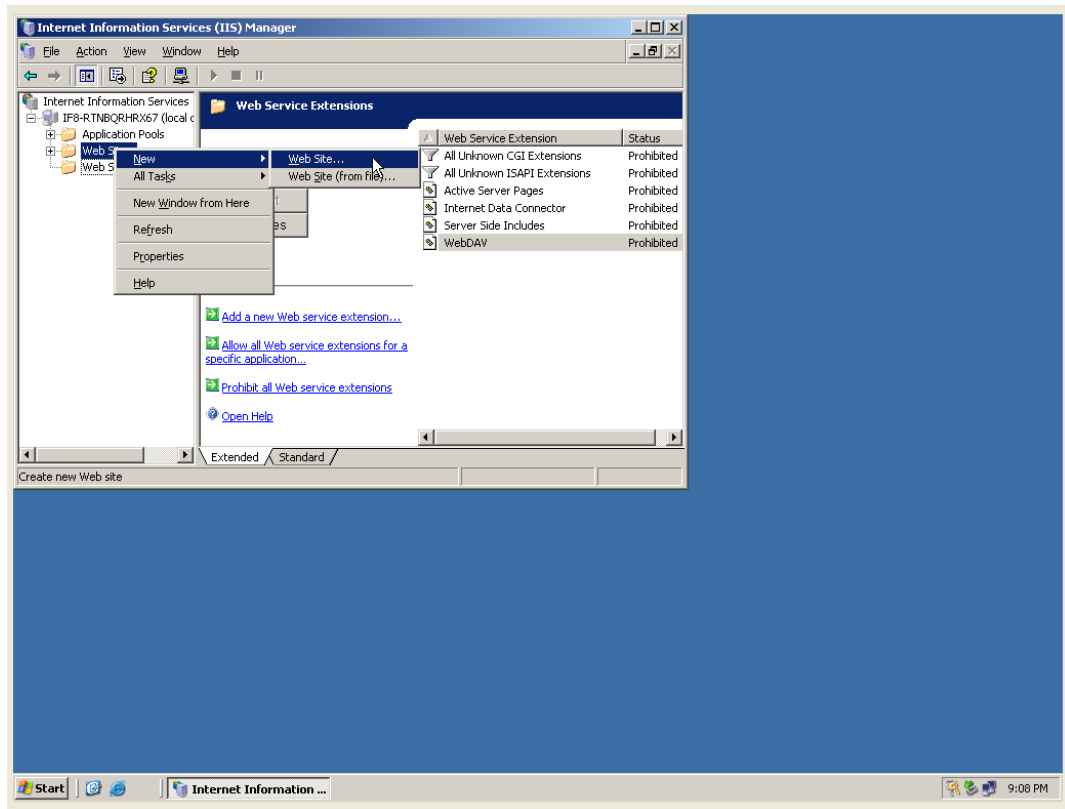 Internet Information Services (IIS) Manager
File Action View Window Help
Internet Information Services
IF8-RTNBQRHRX67 (local c
Application Pools
Web S
Web S
New
All Tasks
New Window from Here
Refresh
Properties
Help
Web Site...
Web Site (from file)...
Web Service Extensions
Web Service Extension Status
All Unknown CGI Extensions Prohibited
All Unknown ISAPI Extensions Prohibited
Active Server Pages Prohibited
Internet Data Connector Prohibited
Server Side Includes Prohibited
WebDAV Prohibited
Add a new Web service extension...
Allow all Web service extensions for a
specific application...
Prohibit all Web service extensions
Open Help
Extended Standard
Create new Web site
Start Internet Information ... 9:08 PM